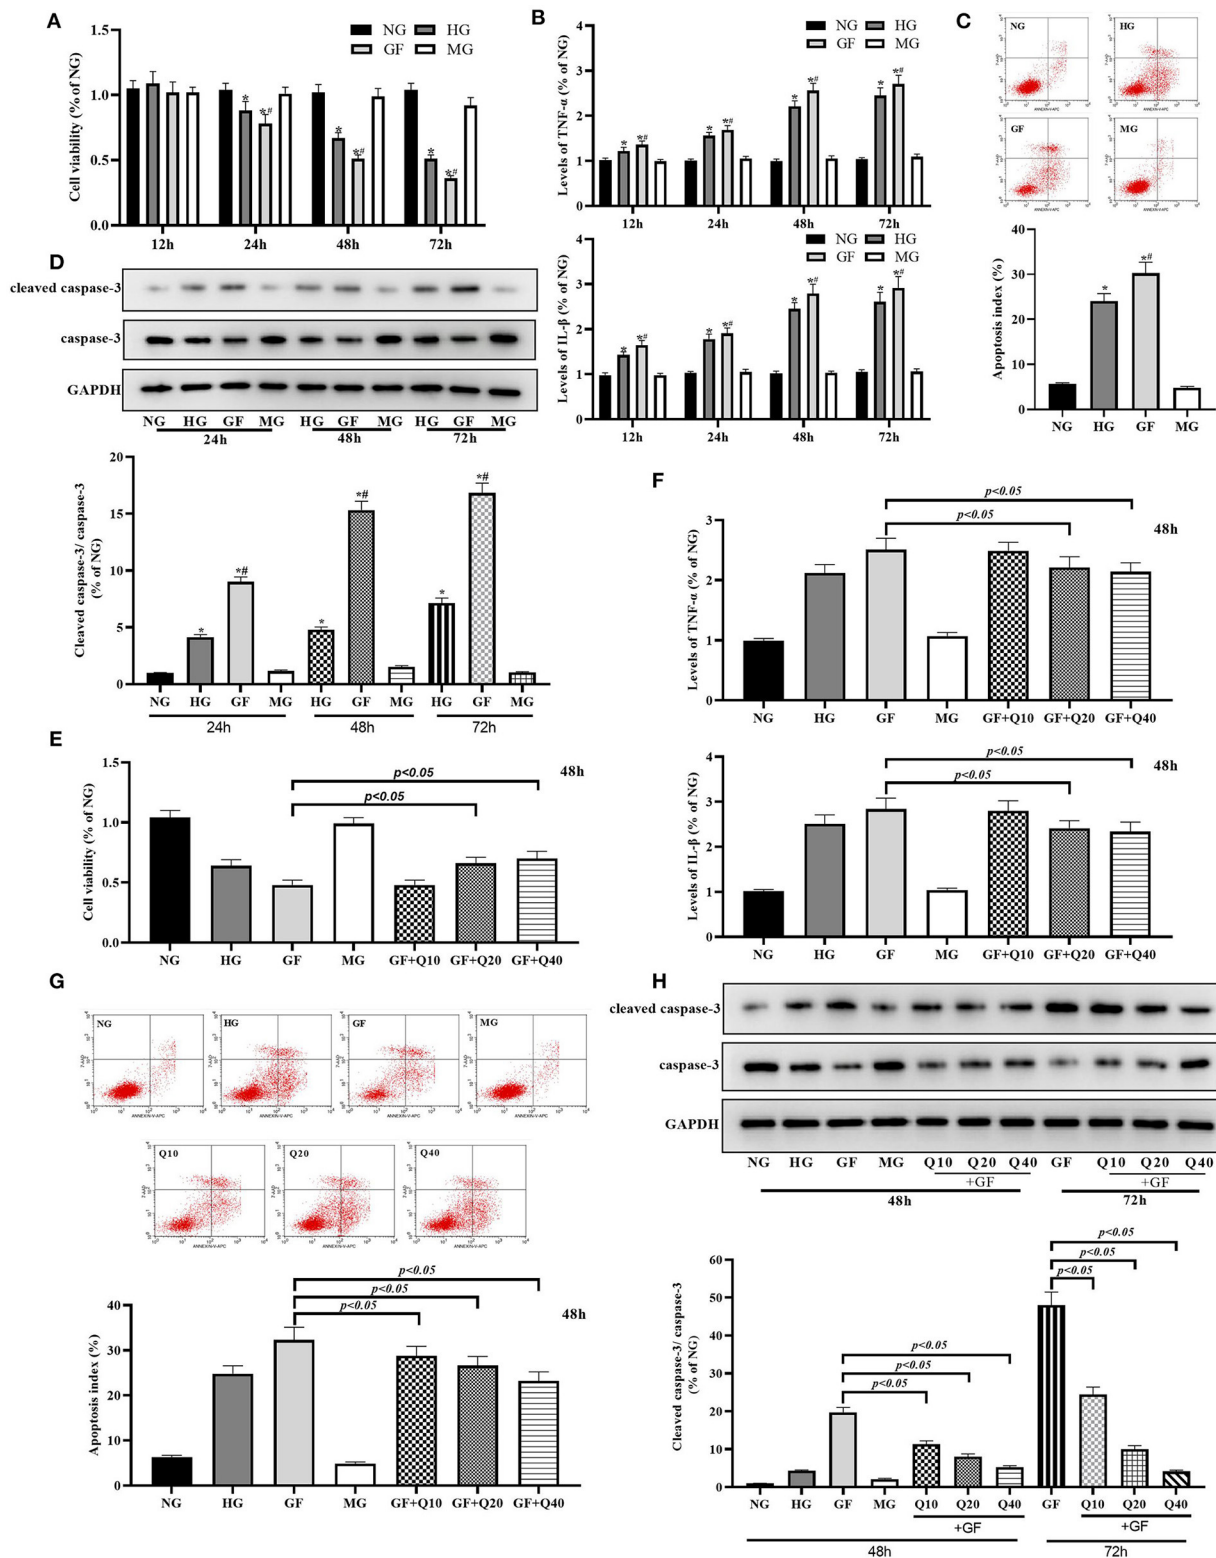 A
Cell viability (% of NG)
NG HG
GF MG
1.5
1.0
0.5
0.0
12h 24h 48h 72h
B
Levels of TNF-α (% of NG)
NG HG
GF MG
4
3
2
1
0
12h 24h 48h 72h
Levels of IL-β (% of NG)
NG HG
GF MG
4
3
2
1
0
12h 24h 48h 72h
C
NG HG
GF MG
7-AAD
ANNEXIN-V-APC
Apoptosis index (%)
40
30
20
10
0
NG HG GF MG
D
cleaved caspase-3
caspase-3
GAPDH
NG HG GF MG HG GF MG HG GF MG
24h 48h 72h
Cleaved caspase-3/ caspase-3
(% of NG)
20
15
10
5
0
NG HG GF MG HG GF MG HG GF MG
24h 48h 72h
E
48h
Cell viability (% of NG)
1.5
1.0
0.5
0.0
p<0.05
p<0.05
NG HG GF MG GF+Q10 GF+Q20 GF+Q40
F
48h
Levels of TNF-α (% of NG)
3
2
1
0
p<0.05
p<0.05
NG HG GF MG GF+Q10 GF+Q20 GF+Q40
48h
Levels of IL-β (% of NG)
4
3
2
1
0
p<0.05
p<0.05
NG HG GF MG GF+Q10 GF+Q20 GF+Q40
G
NG HG GF MG
Q10 Q20 Q40
7-AAD
ANNEXIN-V-APC
48h
Apoptosis index (%)
40
30
20
10
0
p<0.05
p<0.05
p<0.05
NG HG GF MG GF+Q10 GF+Q20 GF+Q40
H
cleaved caspase-3
caspase-3
GAPDH
NG HG GF MG Q10 Q20 Q40 GF Q10 Q20 Q40
+GF +GF
48h 72h
Cleaved caspase-3/ caspase-3
(% of NG)
60
50
40
30
20
10
0
p<0.05
p<0.05
p<0.05
p<0.05
p<0.05
p<0.05
NG HG GF MG Q10 Q20 Q40 GF Q10 Q20 Q40
+GF +GF
48h 72h